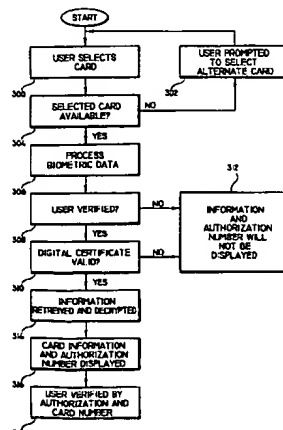 START
USER SELECTS
CARD
300
USER PROMPTED
TO SELECT
ALTERNATE CARD
302
SELECTED CARD
AVAILABLE?
NO
304
YES
PROCESS
BIOMETRIC DATA
306
312
USER VERIFIED?
NO
308
YES
INFORMATION
AND
AUTHORIZATION
NUMBER WILL
NOT BE
DISPLAYED
DIGITAL CERTIFICATE
VALID?
NO
310
YES
INFORMATION
RETRIEVED AND DECRYPTED
314
CARD INFORMATION
AND AUTHORIZATION
NUMBER DISPLAYED
316
USER VERIFIED BY
AUTHORIZATION AND
CARD NUMBER